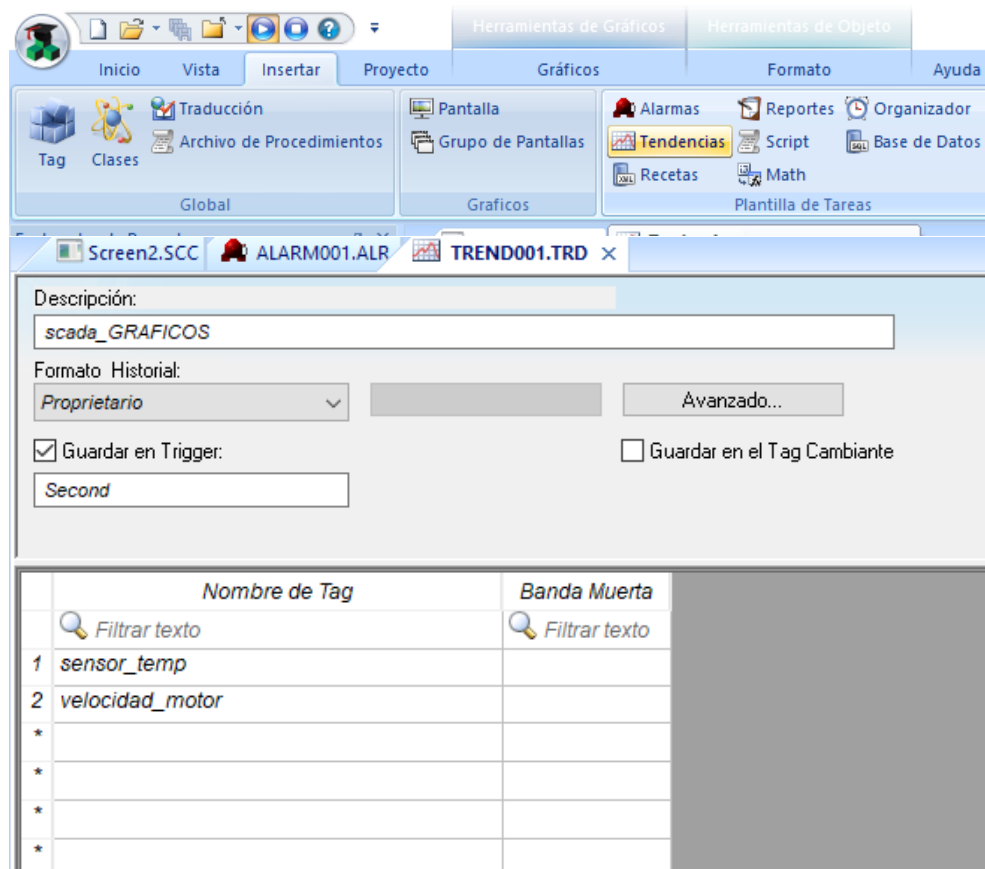 Herramientas de Gráficos Herramientas de Objeto
Inicio Vista Insertar Proyecto Gráficos Formato Ayuda
Tag
Clases
Traducción
Archivo de Procedimientos
Global
Pantalla
Grupo de Pantallas
Graficos
Alarmas Reportes Organizador
Tendencias Script Base de Datos
Recetas Math
Plantilla de Tareas
Screen2.SCC ALARM001.ALR TREND001.TRD
Descripción:
scada_GRAFICOS
Formato Historial:
Proprietario Avanzado...
Guardar en Trigger: Guardar en el Tag Cambiante
Second
Nombre de Tag Banda Muerta
Filtrar texto Filtrar texto
1 sensor_temp
2 velocidad_motor
*
*
*
*